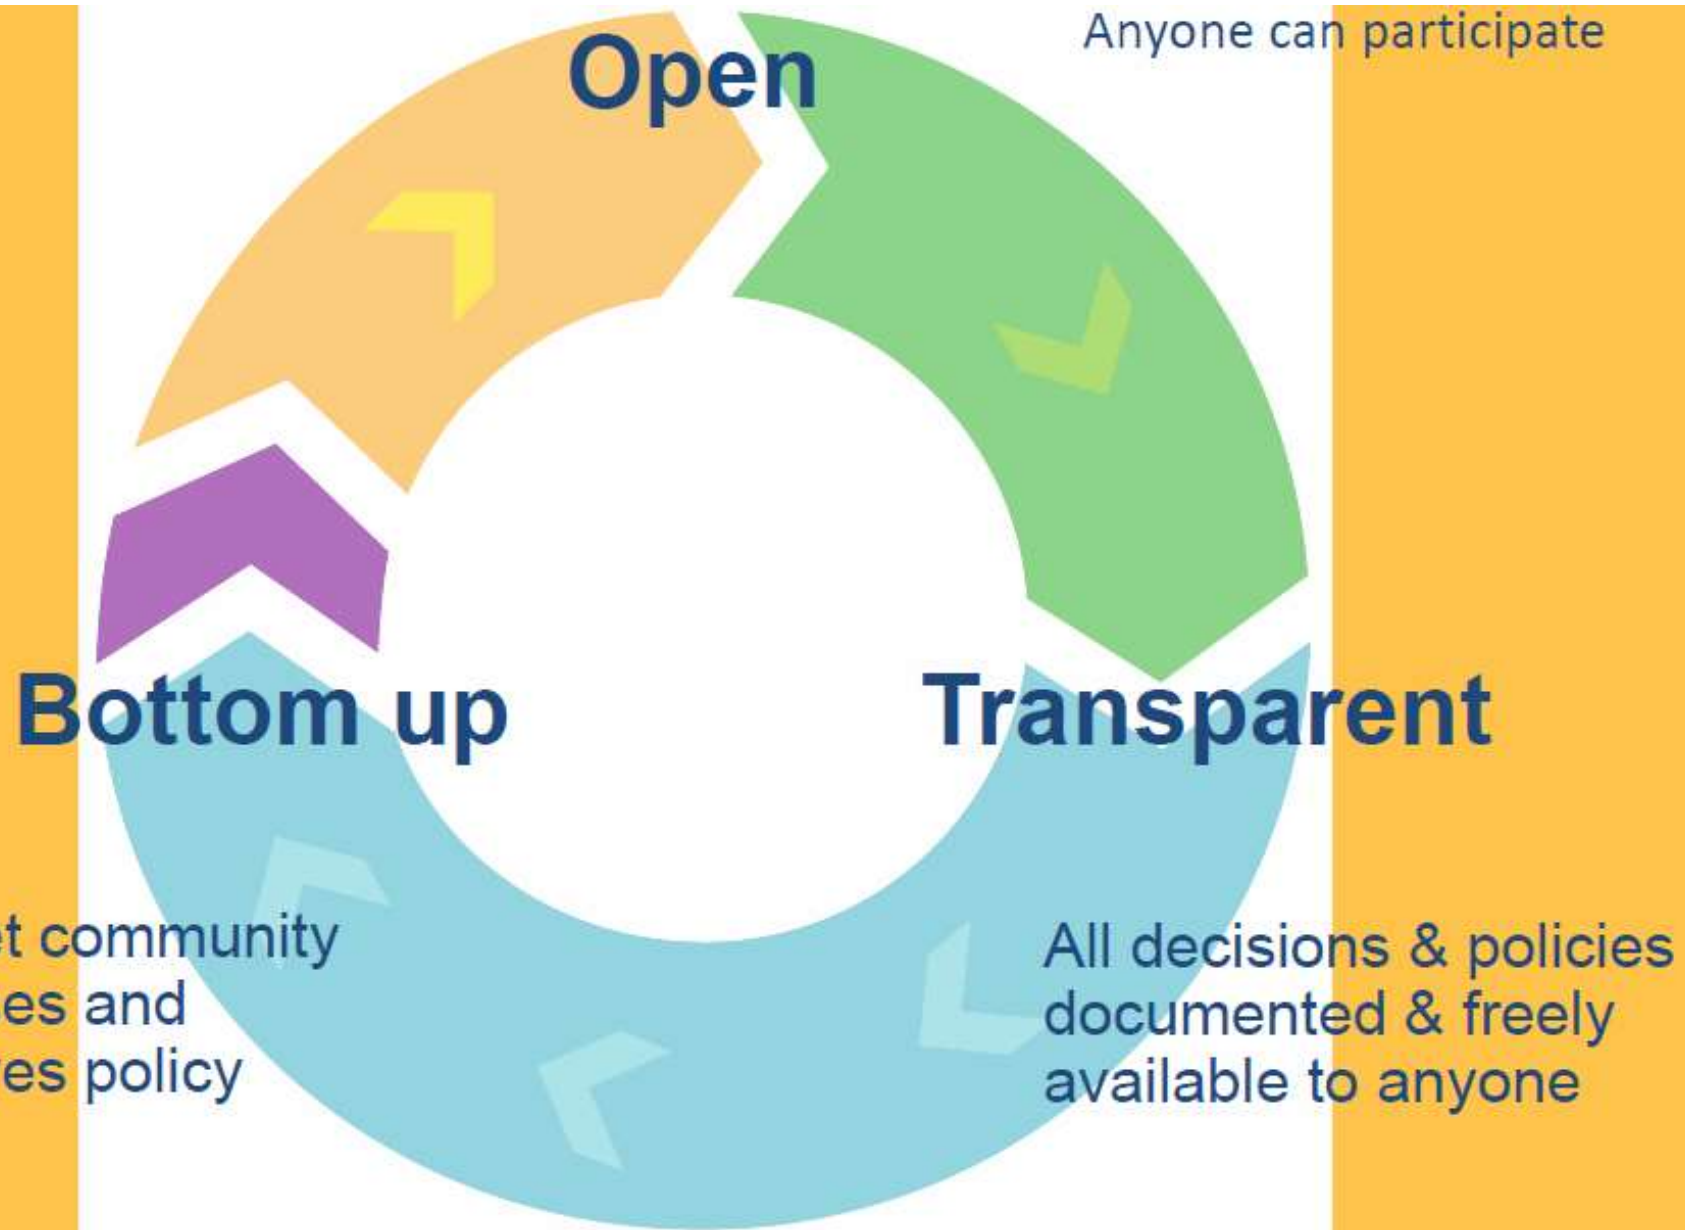 Anyone can participate
Open
Bottom up
Transparent
community
and
policy
All decisions & policies
documented & freely
available to anyone